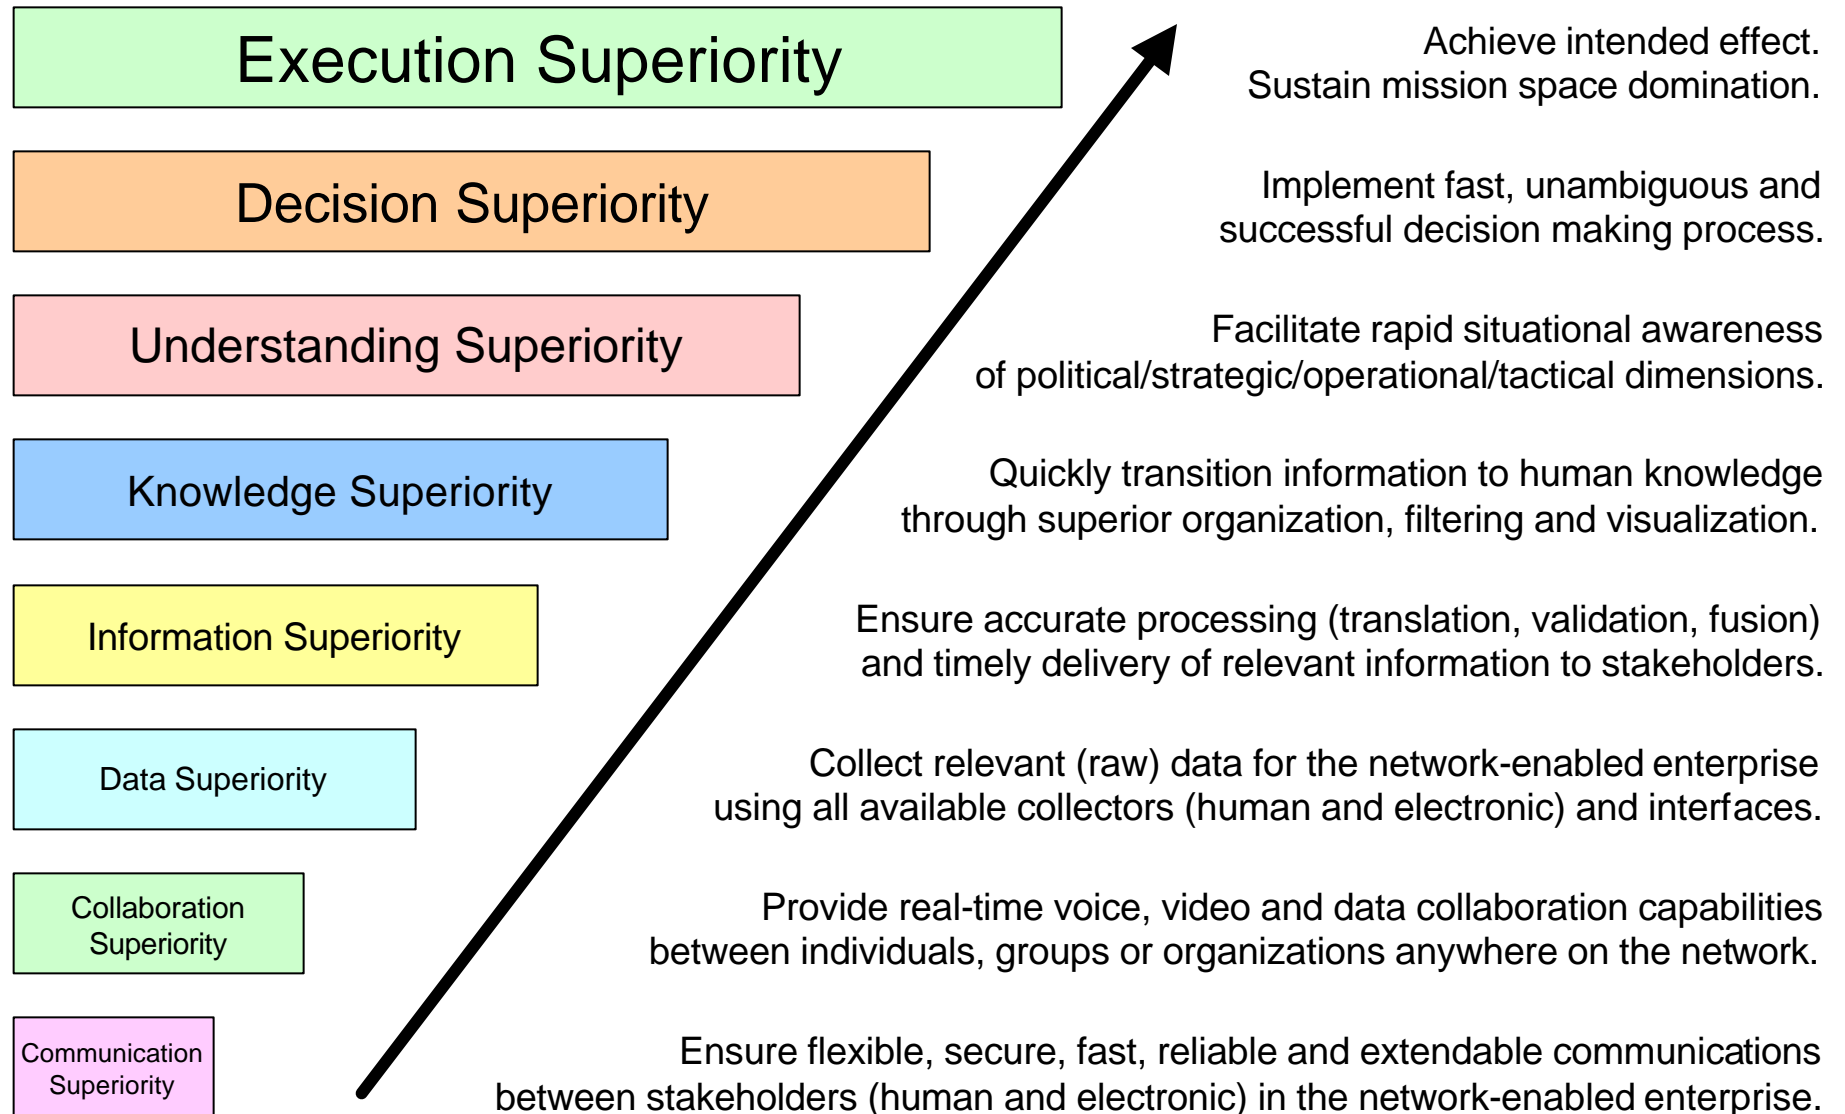 Execution Superiority
Achieve intended effect.
Sustain mission space domination.
Decision Superiority
Implement fast, unambiguous and
successful decision making process.
Understanding Superiority
Facilitate rapid situational awareness
of political/strategic/operational/tactical dimensions.
Knowledge Superiority
Quickly transition information to human knowledge
through superior organization, filtering and visualization.
Information Superiority
Ensure accurate processing (translation, validation, fusion)
and timely delivery of relevant information to stakeholders.
Data Superiority
Collect relevant (raw) data for the network-enabled enterprise
using all available collectors (human and electronic) and interfaces.
Collaboration
Superiority
Provide real-time voice, video and data collaboration capabilities
between individuals, groups or organizations anywhere on the network.
Communication
Superiority
Ensure flexible, secure, fast, reliable and extendable communications
between stakeholders (human and electronic) in the network-enabled enterprise.